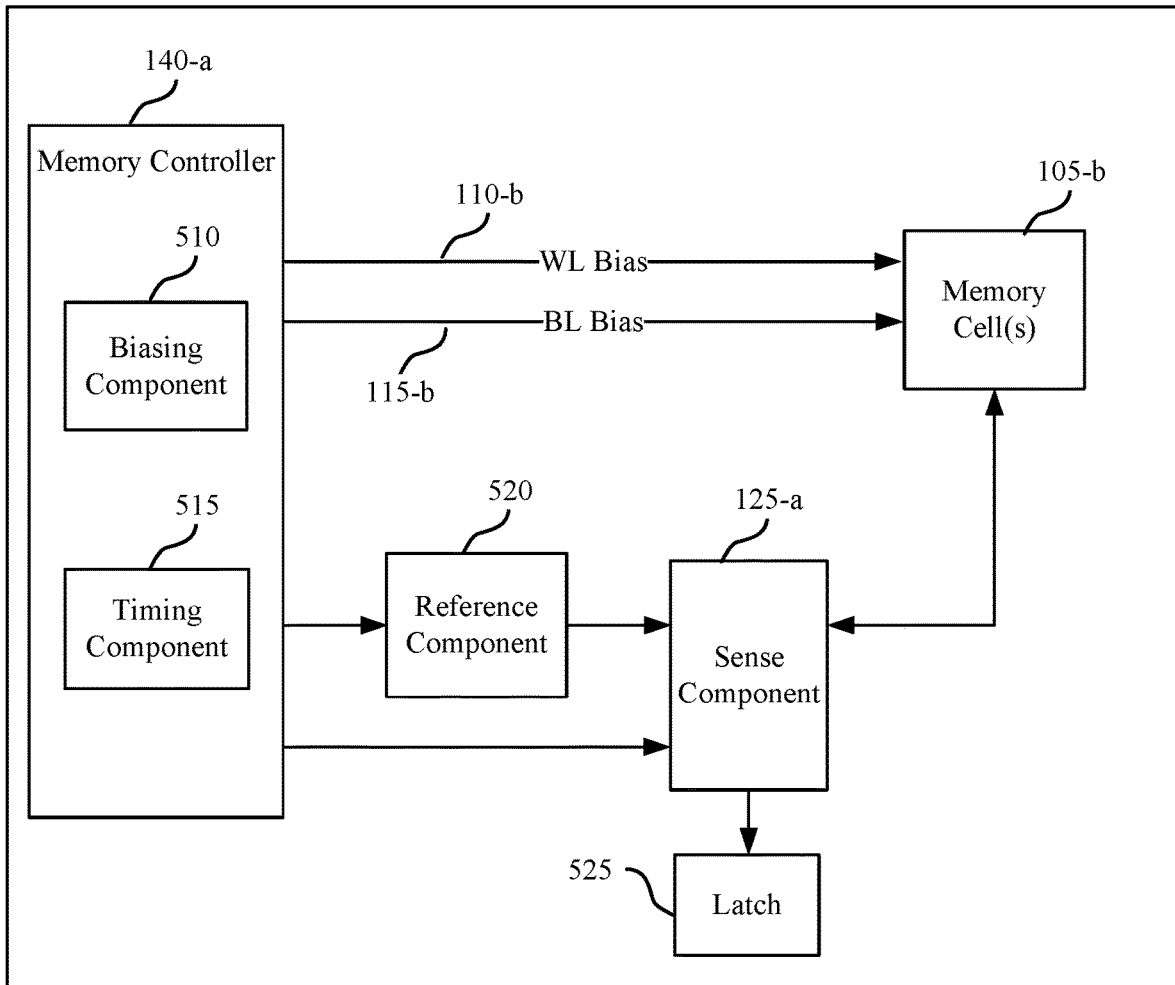 140-a
Memory Controller
110-b
105-b
510
WL Bias
Memory
Cell(s)
BL Bias
Biasing
Component
115-b
515
520
125-a
Timing
Component
Reference
Component
Sense
Component
525
Latch